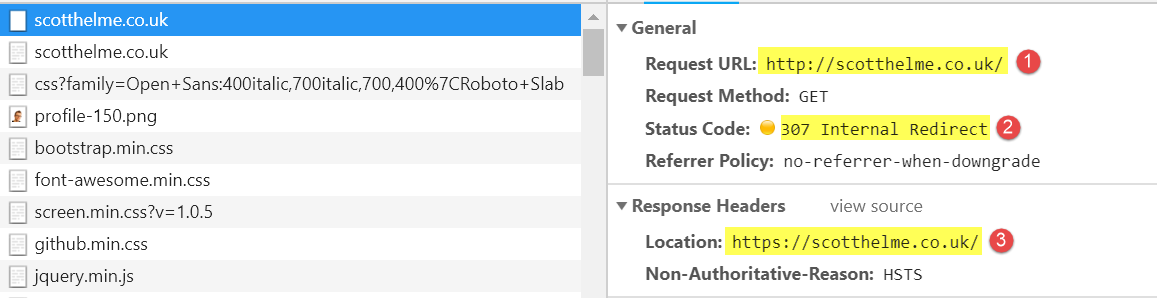 scotthelme.co.uk
scotthelme.co.uk
css?family=Open+Sans:400italic,700italic,700,400%7CRoboto+Slab
profile-150.png
bootstrap.min.css
font-awesome.min.css
screen.min.css?v=1.0.5
github.min.css
jquery.min.js
General
Request URL: http://scotthelme.co.uk/ 1
Request Method: GET
Status Code: 307 Internal Redirect 2
Referrer Policy: no-referrer-when-downgrade
Response Headers view source
Location: https://scotthelme.co.uk/ 3
Non-Authoritative-Reason: HSTS